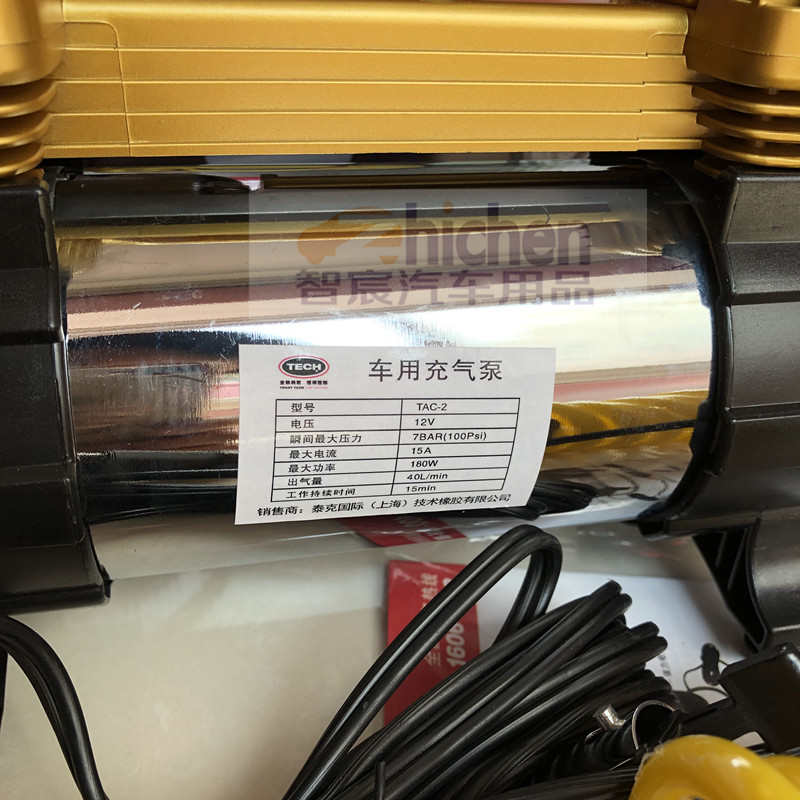 chichen
智宸汽车用品
TECH
车用充气泵
型号 TAC-2
电压 12V
瞬间最大压力 7BAR(100Psi)
最大电流 15A
最大功率 180W
出气量 40L/min
工作持续时间 15min
销售商：泰克国际（上海）技术橡胶有限公司
1606